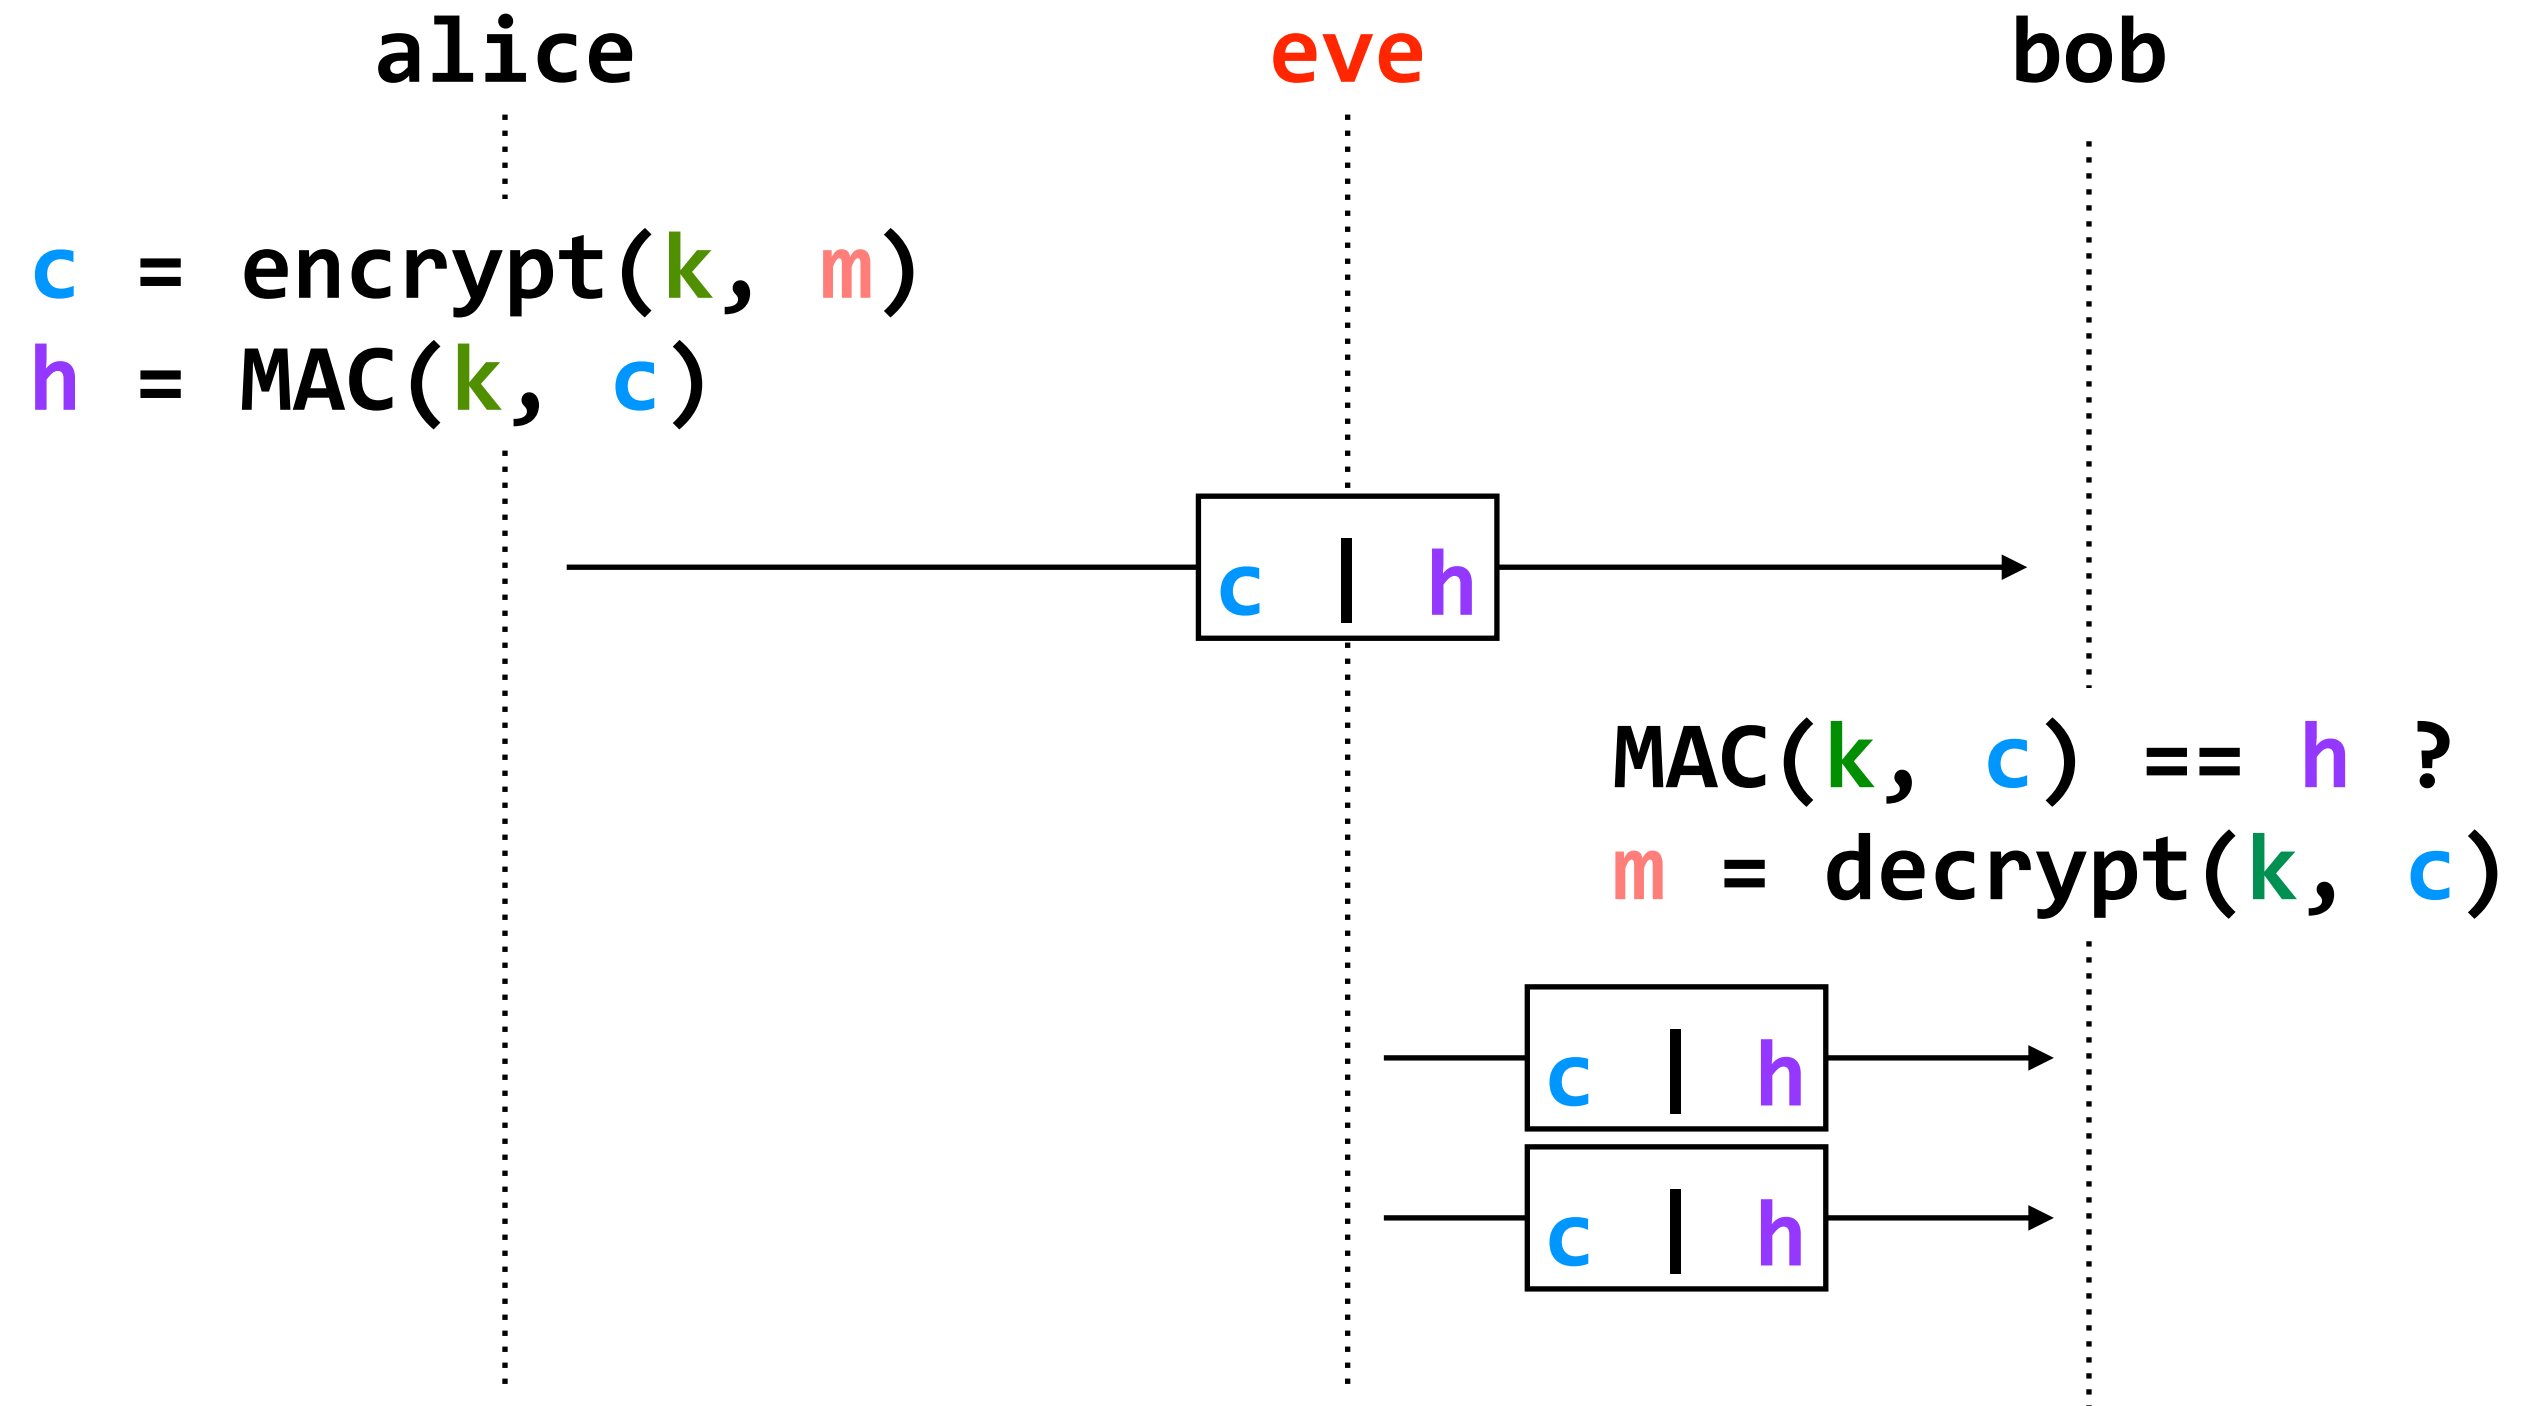 alice eve bob
c = encrypt(k, m)
h = MAC(k, c)
c | h
MAC(k, c) == h ?
m = decrypt(k, c)
c | h
c | h